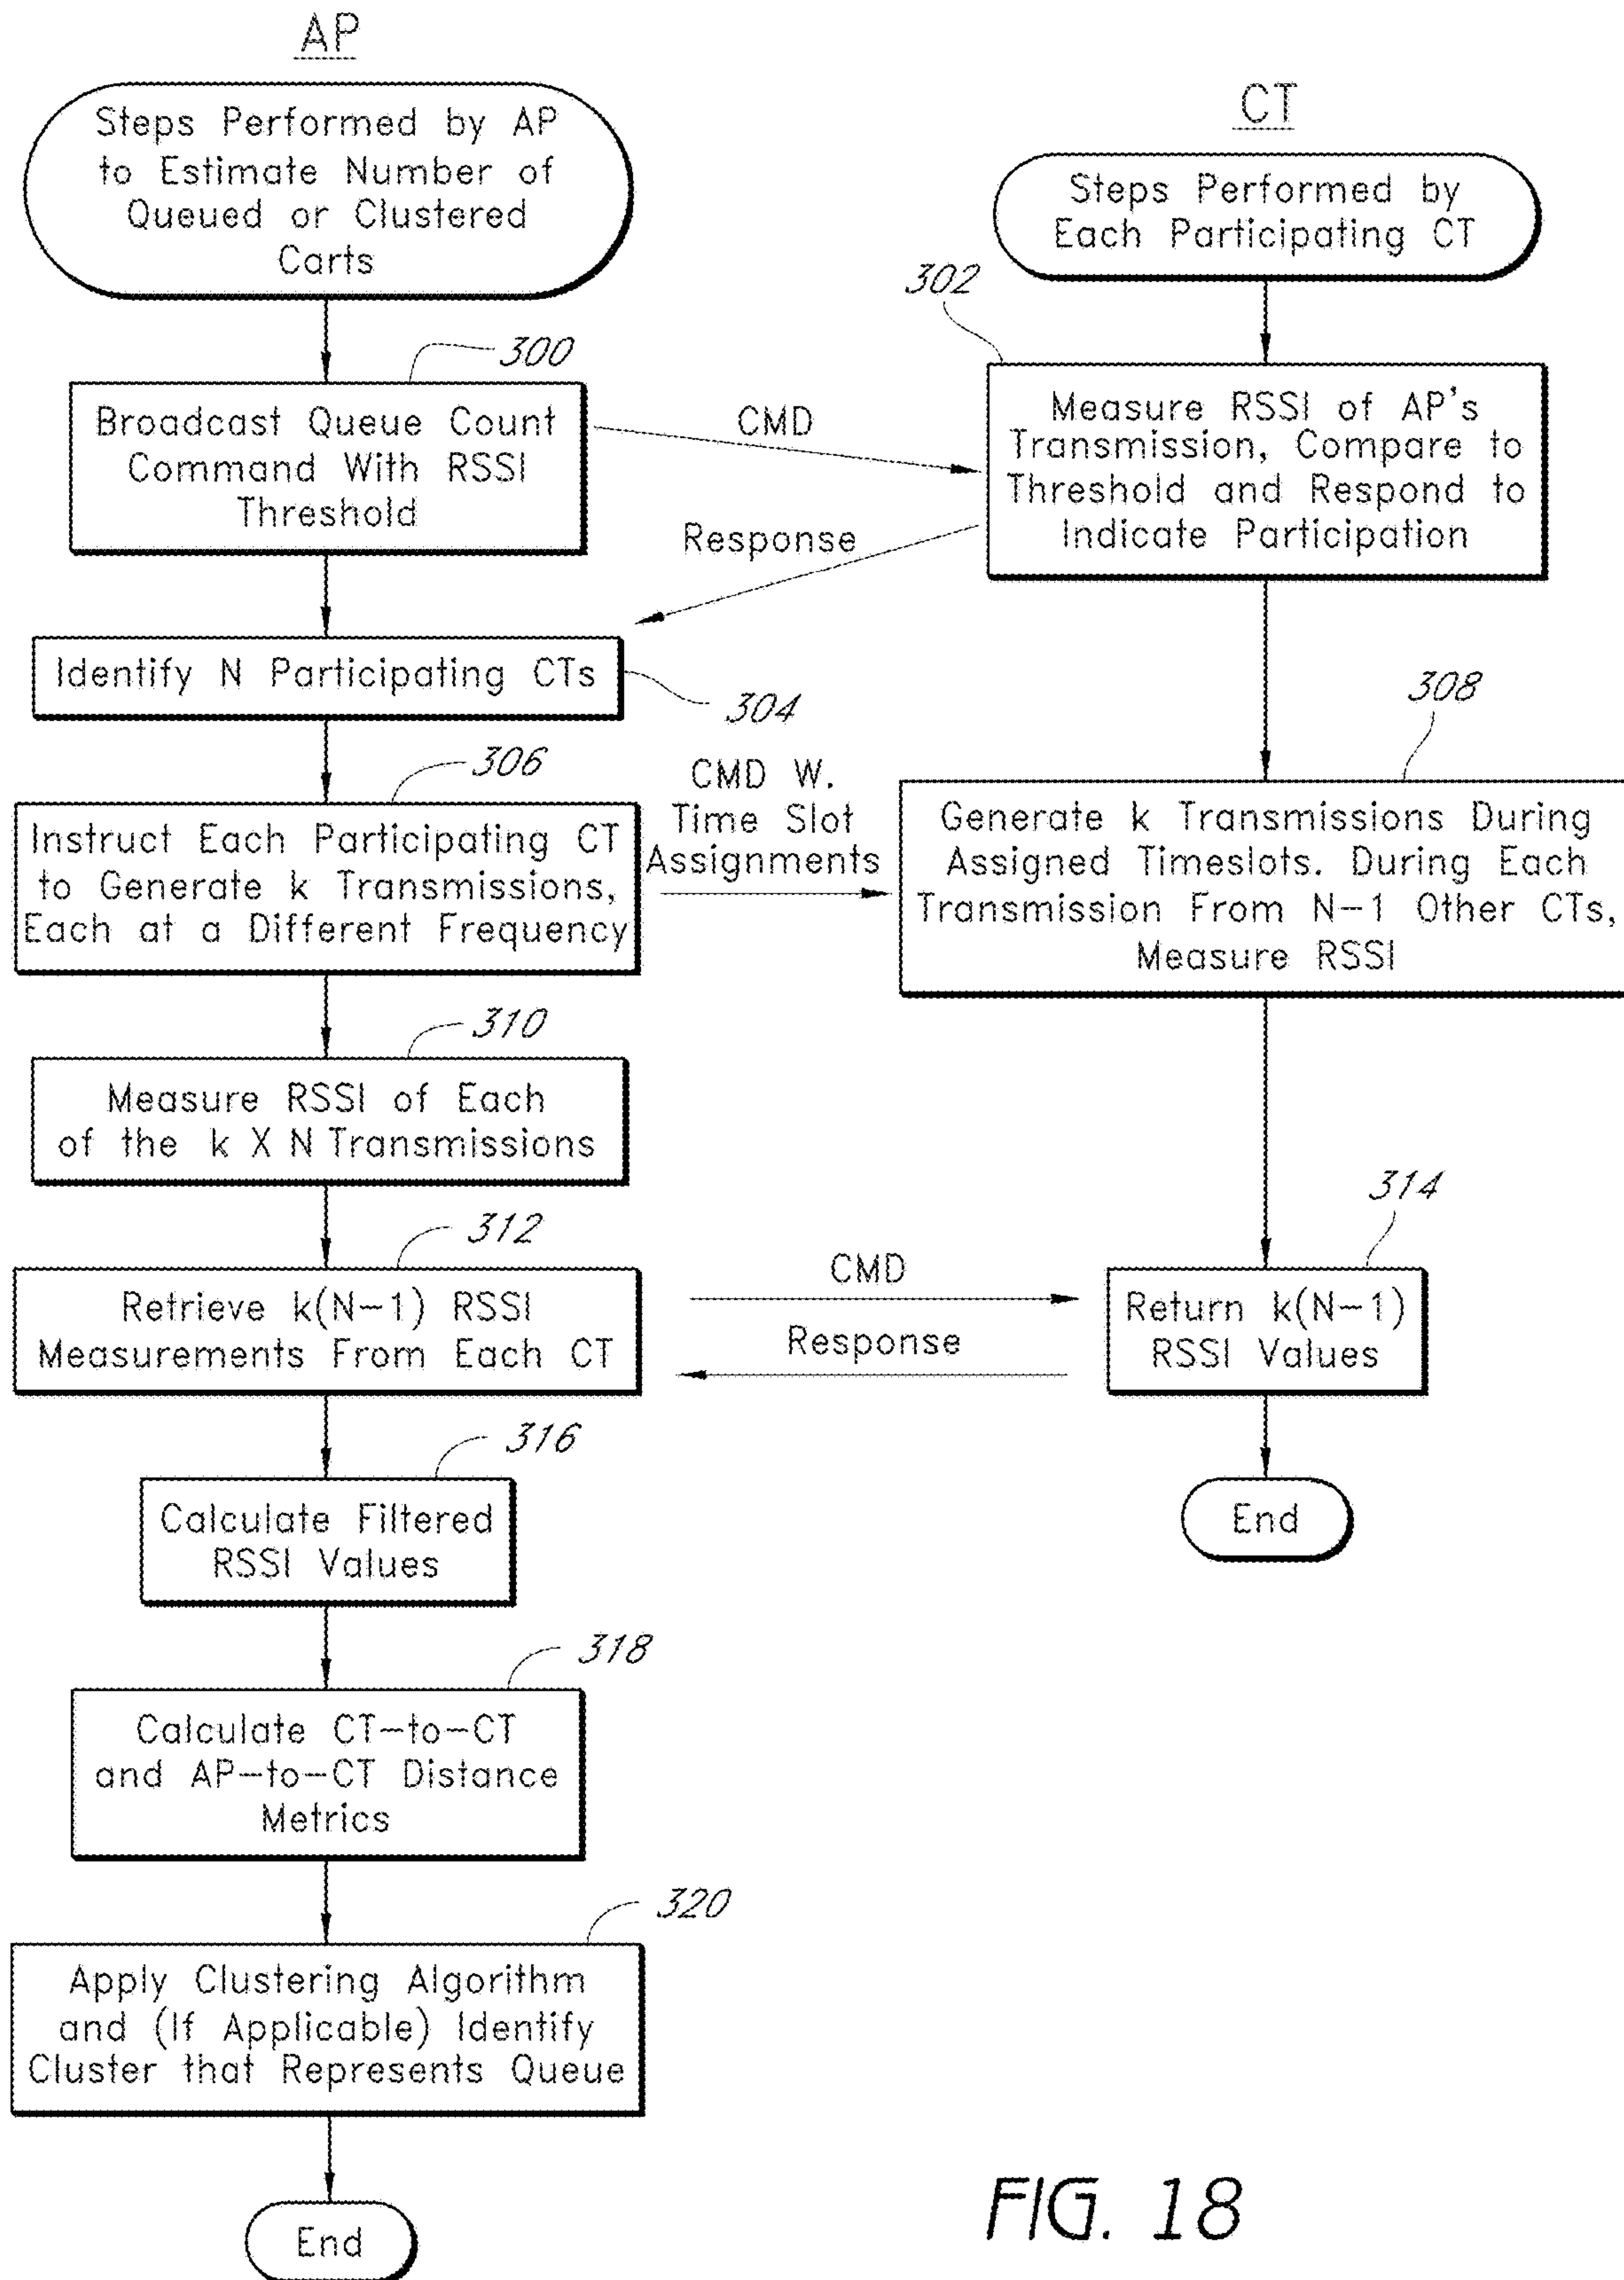 AP
Steps Performed by AP
to Estimate Number of
Queued or Clustered
Carts
300
Broadcast Queue Count
Command With RSSI
Threshold
CMD
Response
CT
Steps Performed by
Each Participating CT
302
Measure RSSI of AP's
Transmission, Compare to
Threshold and Respond to
Indicate Participation
Identify N Participating CTs
304
306
Instruct Each Participating CT
to Generate k Transmissions,
Each at a Different Frequency
CMD W.
Time Slot
Assignments
308
Generate k Transmissions During
Assigned Timeslots. During Each
Transmission From N-1 Other CTs,
Measure RSSI
310
Measure RSSI of Each
of the k X N Transmissions
312
Retrieve k(N-1) RSSI
Measurements From Each CT
CMD
Response
314
Return k(N-1)
RSSI Values
End
316
Calculate Filtered
RSSI Values
318
Calculate CT-to-CT
and AP-to-CT Distance
Metrics
320
Apply Clustering Algorithm
and (If Applicable) Identify
Cluster that Represents Queue
End
FIG. 18